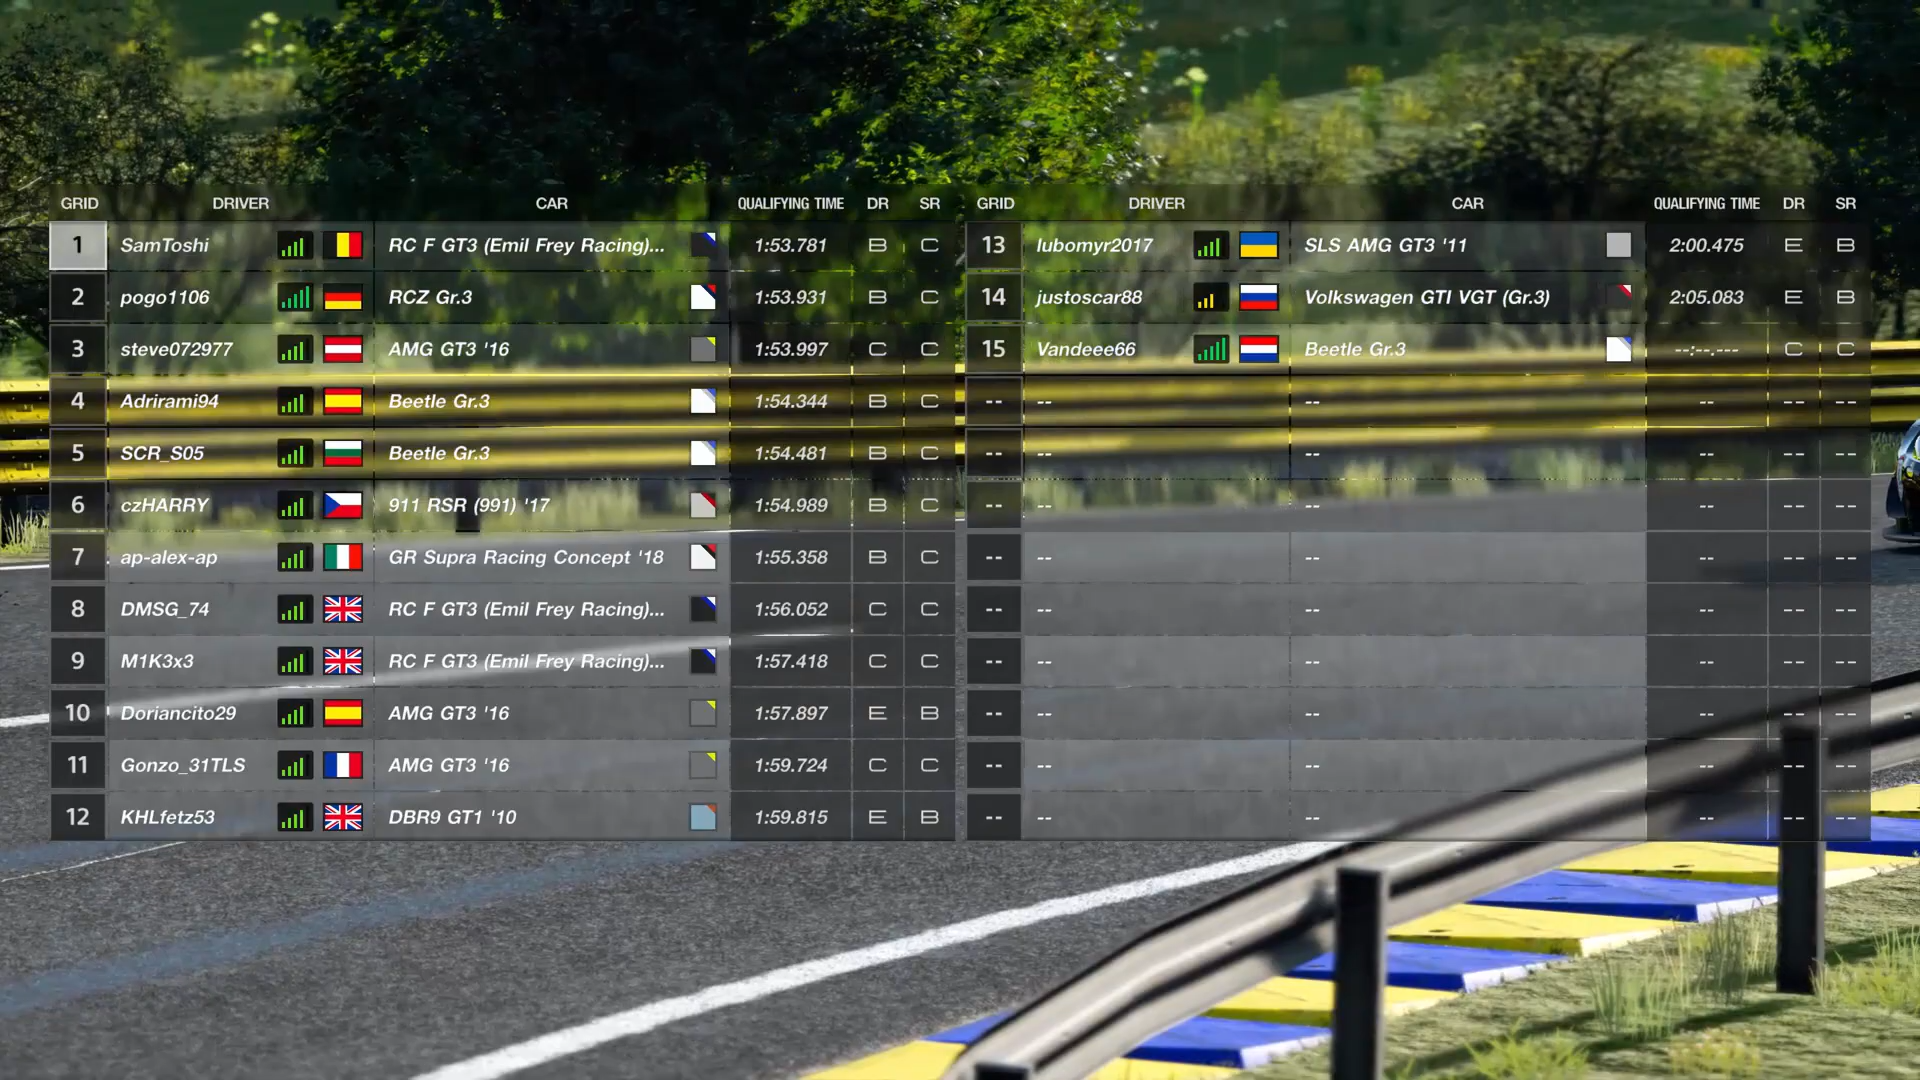 GRID DRIVER CAR QUALIFYING TIME DR SR
1 SamToshi RC F GT3 (Emil Frey Racing)... 1:53.781 B C
2 pogo1106 RCZ Gr.3 1:53.931 B C
3 steve072977 AMG GT3 '16 1:53.997 C C
4 Adrirami94 Beetle Gr.3 1:54.344 B C
5 SCR_S05 Beetle Gr.3 1:54.481 B C
6 czHARRY 911 RSR (991) '17 1:54.989 B C
7 ap-alex-ap GR Supra Racing Concept '18 1:55.358 B C
8 DMSG_74 RC F GT3 (Emil Frey Racing)... 1:56.052 C C
9 M1K3x3 RC F GT3 (Emil Frey Racing)... 1:57.418 C C
10 Doriancito29 AMG GT3 '16 1:57.897 E B
11 Gonzo_31TLS AMG GT3 '16 1:59.724 C C
12 KHLfetz53 DBR9 GT1 '10 1:59.815 E B
GRID DRIVER CAR QUALIFYING TIME DR SR
13 lubomyr2017 SLS AMG GT3 '11 2:00.475 E B
14 justoscar88 Volkswagen GTI VGT (Gr.3) 2:05.083 E B
15 Vandeee66 Beetle Gr.3 --:--.--- C C
-- -- -- -- -- --
-- -- -- -- -- --
-- -- -- -- -- --
-- -- -- -- -- --
-- -- -- -- -- --
-- -- -- -- -- --
-- -- -- -- -- --
-- -- -- -- -- --
-- -- -- -- -- --